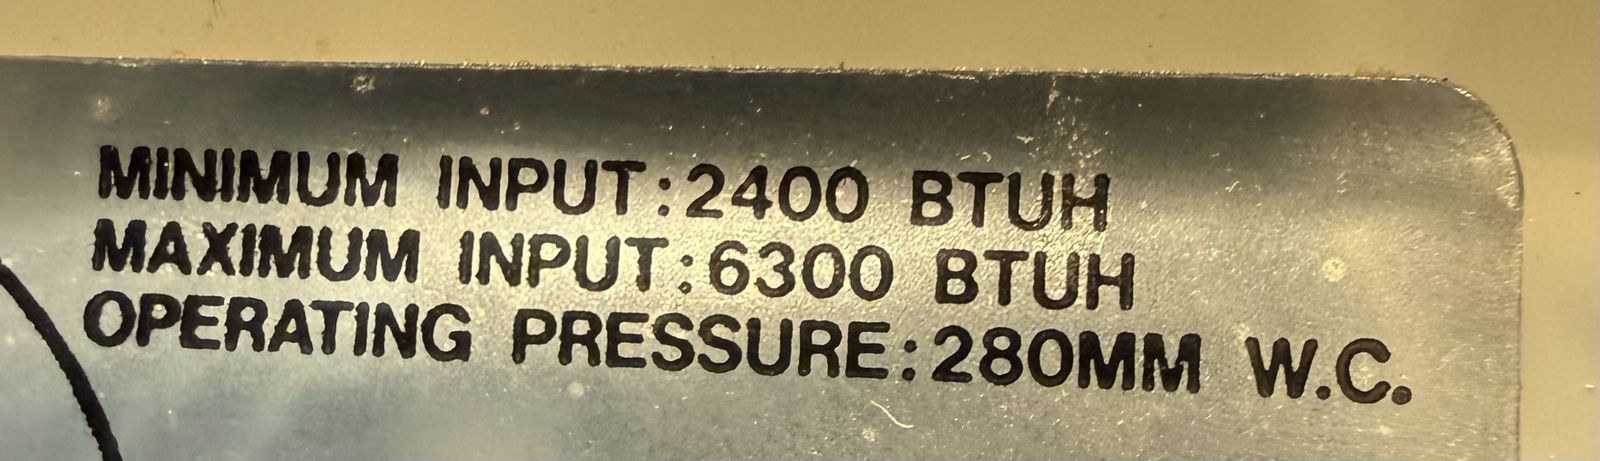 MINIMUM INPUT:2400 BTUH
MAXIMUM INPUT:6300 BTUH
OPERATING PRESSURE:280MM W.C.